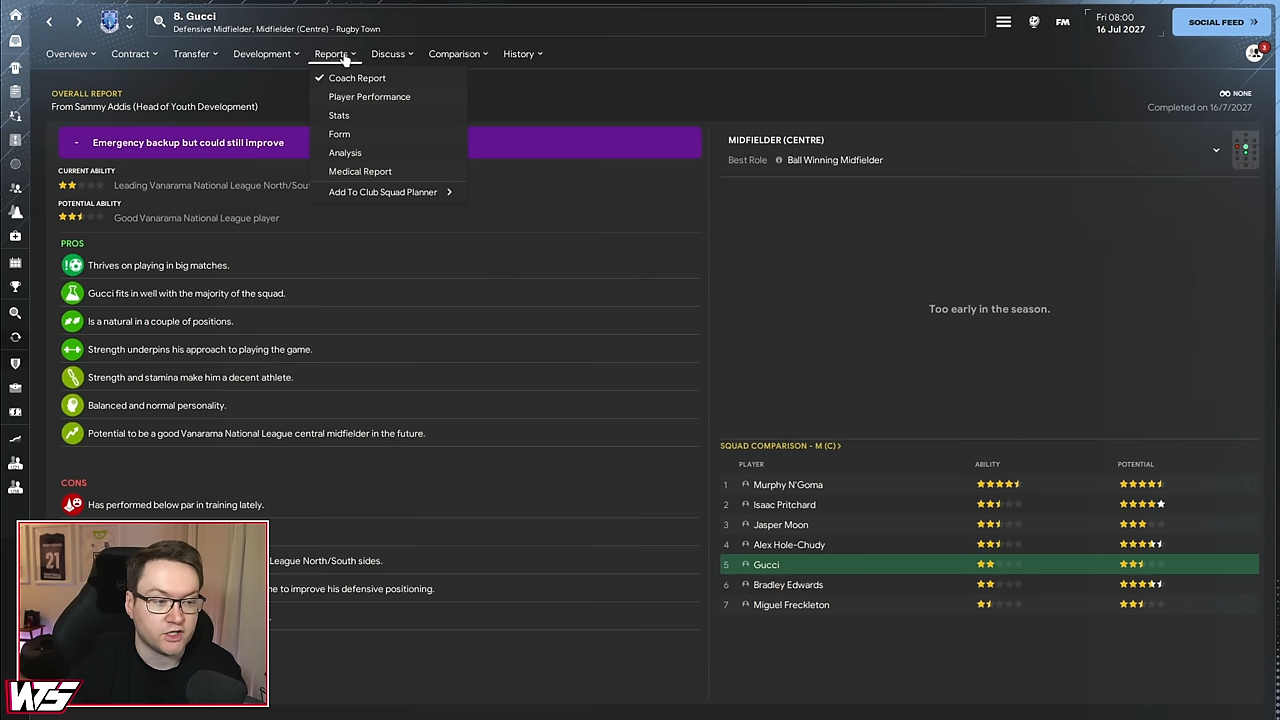 8. Gucci
Defensive Midfielder, Midfielder (Centre) - Rugby Town
FM
Fri 08:00
16 Jul 2027
SOCIAL FEED
3
Overview
Contract
Transfer
Development
Reports
Discuss
Comparison
History
Coach Report
Player Performance
Stats
Form
Analysis
Medical Report
Add To Club Squad Planner
OVERALL REPORT
From Sammy Addis (Head of Youth Development)
NONE
Completed on 16/7/2027
- Emergency backup but could still improve
CURRENT ABILITY
Leading Vanarama National League North/Sou
POTENTIAL ABILITY
Good Vanarama National League player
PROS
Thrives on playing in big matches.
Gucci fits in well with the majority of the squad.
Is a natural in a couple of positions.
Strength underpins his approach to playing the game.
Strength and stamina make him a decent athlete.
Balanced and normal personality.
Potential to be a good Vanarama National League central midfielder in the future.
CONS
Has performed below par in training lately.
League North/South sides.
me to improve his defensive positioning.
MIDFIELDER (CENTRE)
Best Role Ball Winning Midfielder
Too early in the season.
SQUAD COMPARISON - M (C)
PLAYER ABILITY POTENTIAL
1 Murphy N'Goma
2 Isaac Pritchard
3 Jasper Moon
4 Alex Hole-Chudy
5 Gucci
6 Bradley Edwards
7 Miguel Freckleton
21
WTS